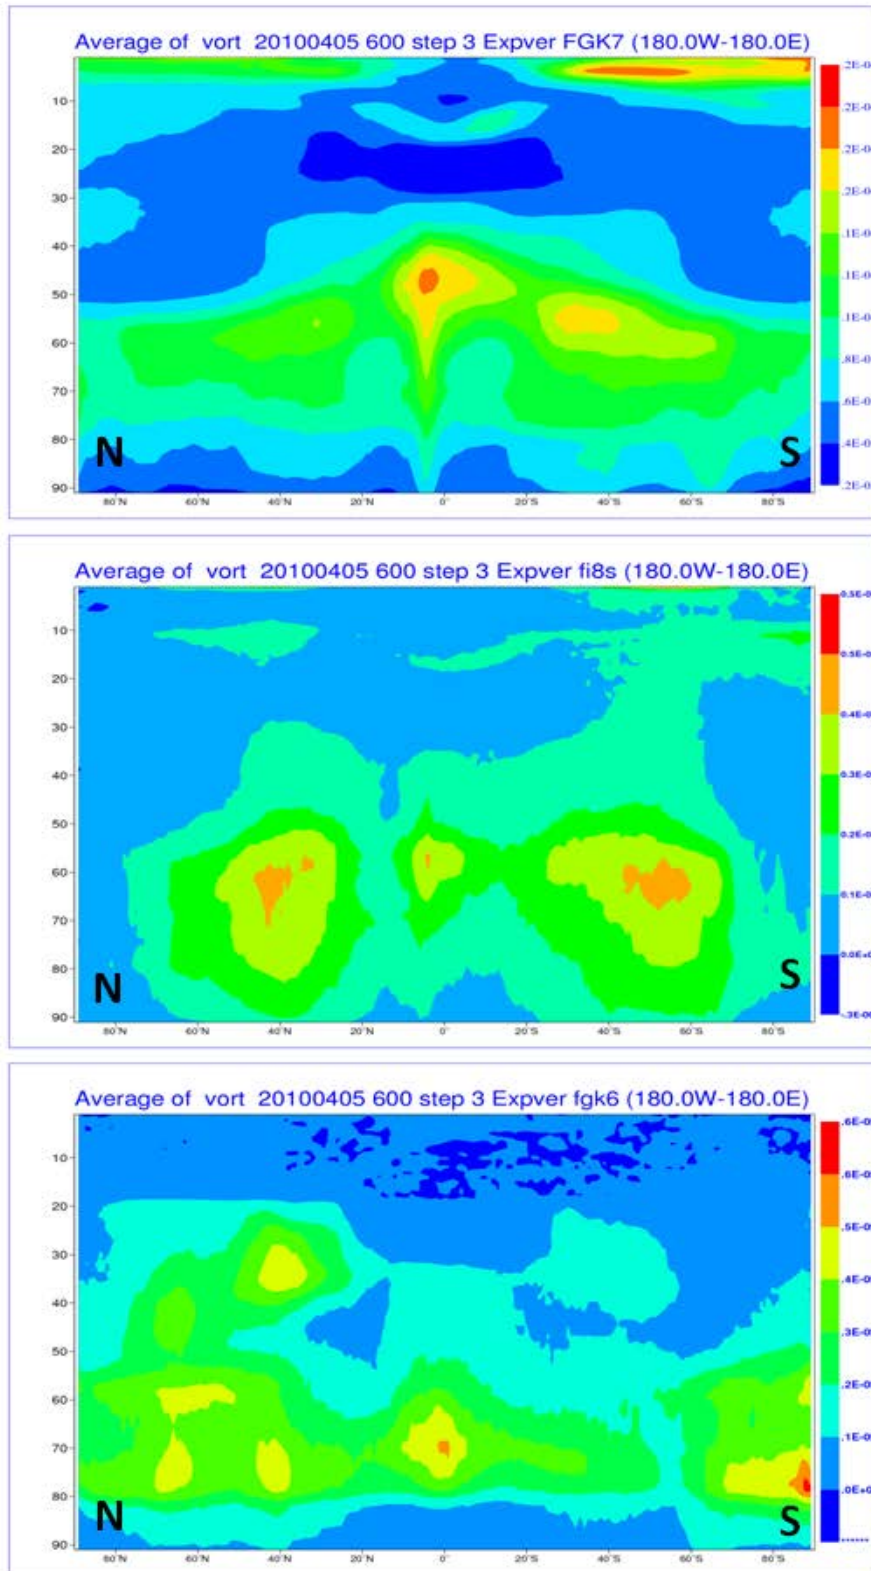 Average of vort 20100405 600 step 3 Expver FGK7 (180.0W-180.0E)
10
20
30
40
50
60
70
80
90
N
S
80°N 60°N 40°N 20°N 0° 20°S 40°S 60°S 80°S
Average of vort 20100405 600 step 3 Expver fi8s (180.0W-180.0E)
10
20
30
40
50
60
70
80
90
N
S
80°N 60°N 40°N 20°N 0° 20°S 40°S 60°S 80°S
Average of vort 20100405 600 step 3 Expver fgk6 (180.0W-180.0E)
10
20
30
40
50
60
70
80
90
N
S
80°N 60°N 40°N 20°N 0° 20°S 40°S 60°S 80°S